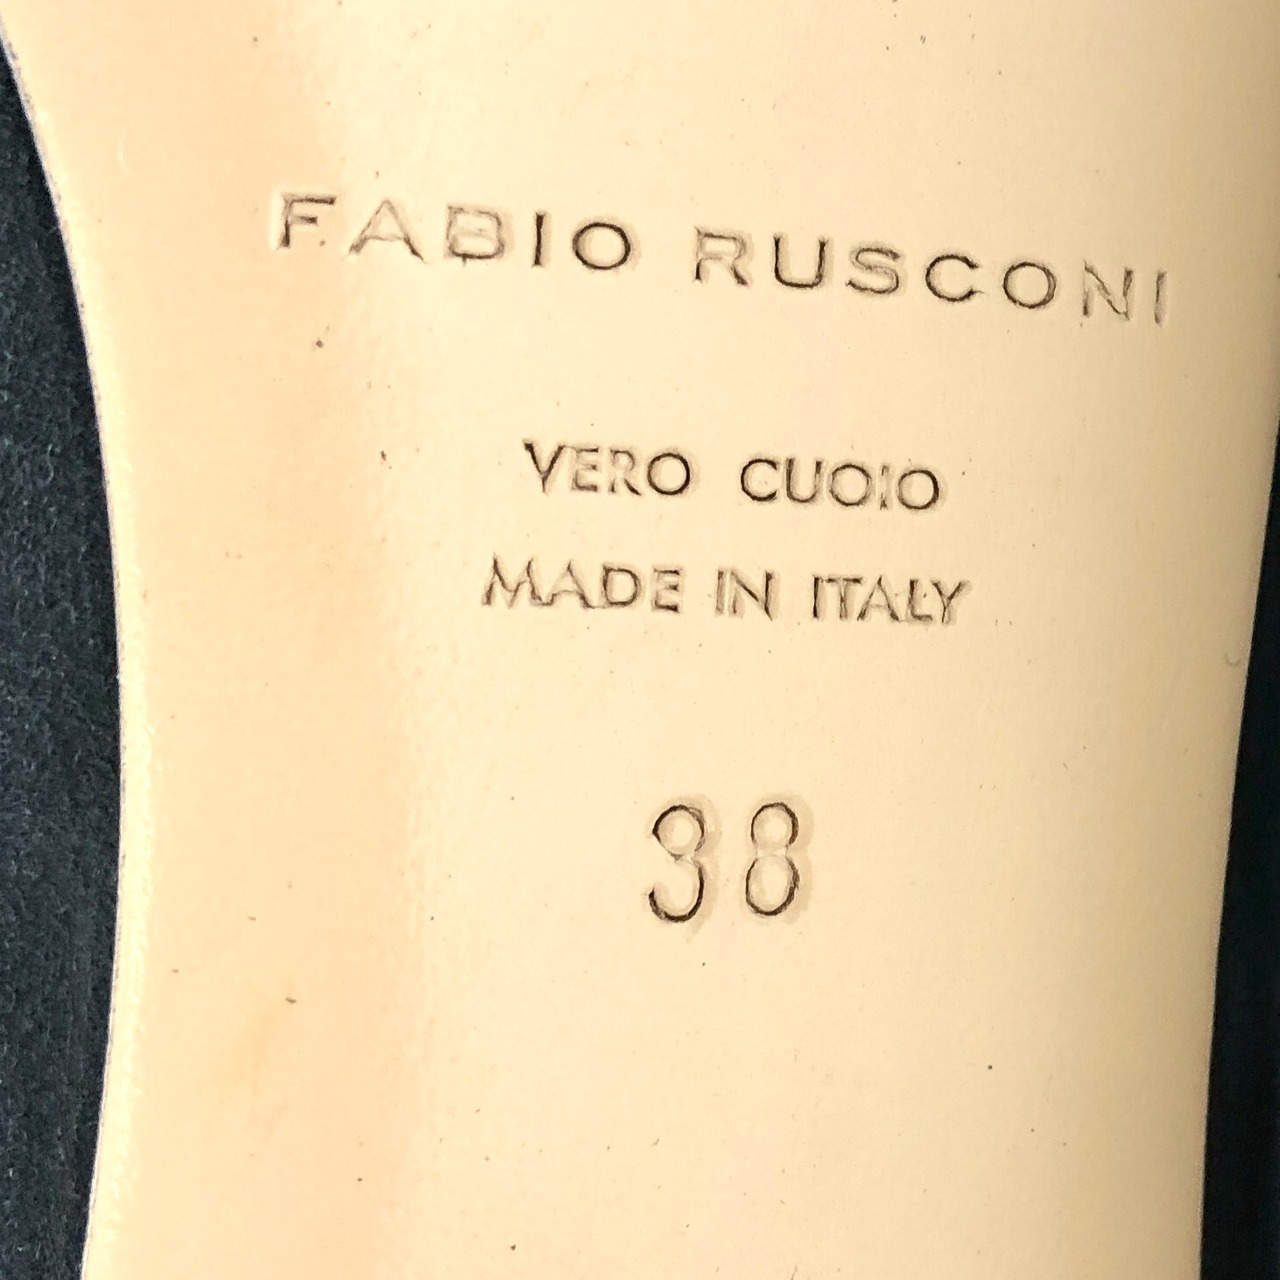 FABIO RUSCONI
VERO CUOIO
MADE IN ITALY
38